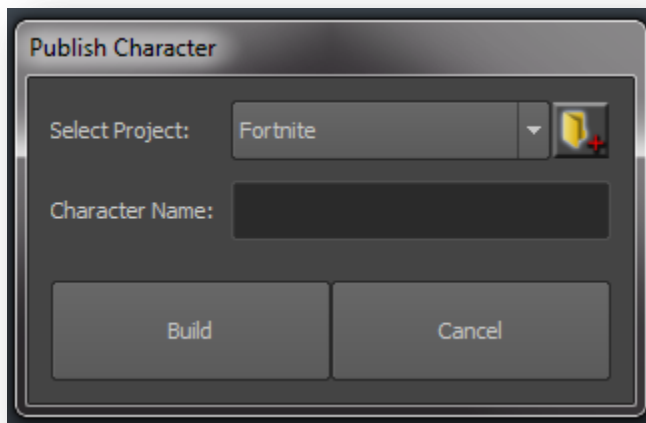 Publish Character
Select Project: Fortnite
Character Name:
Build Cancel